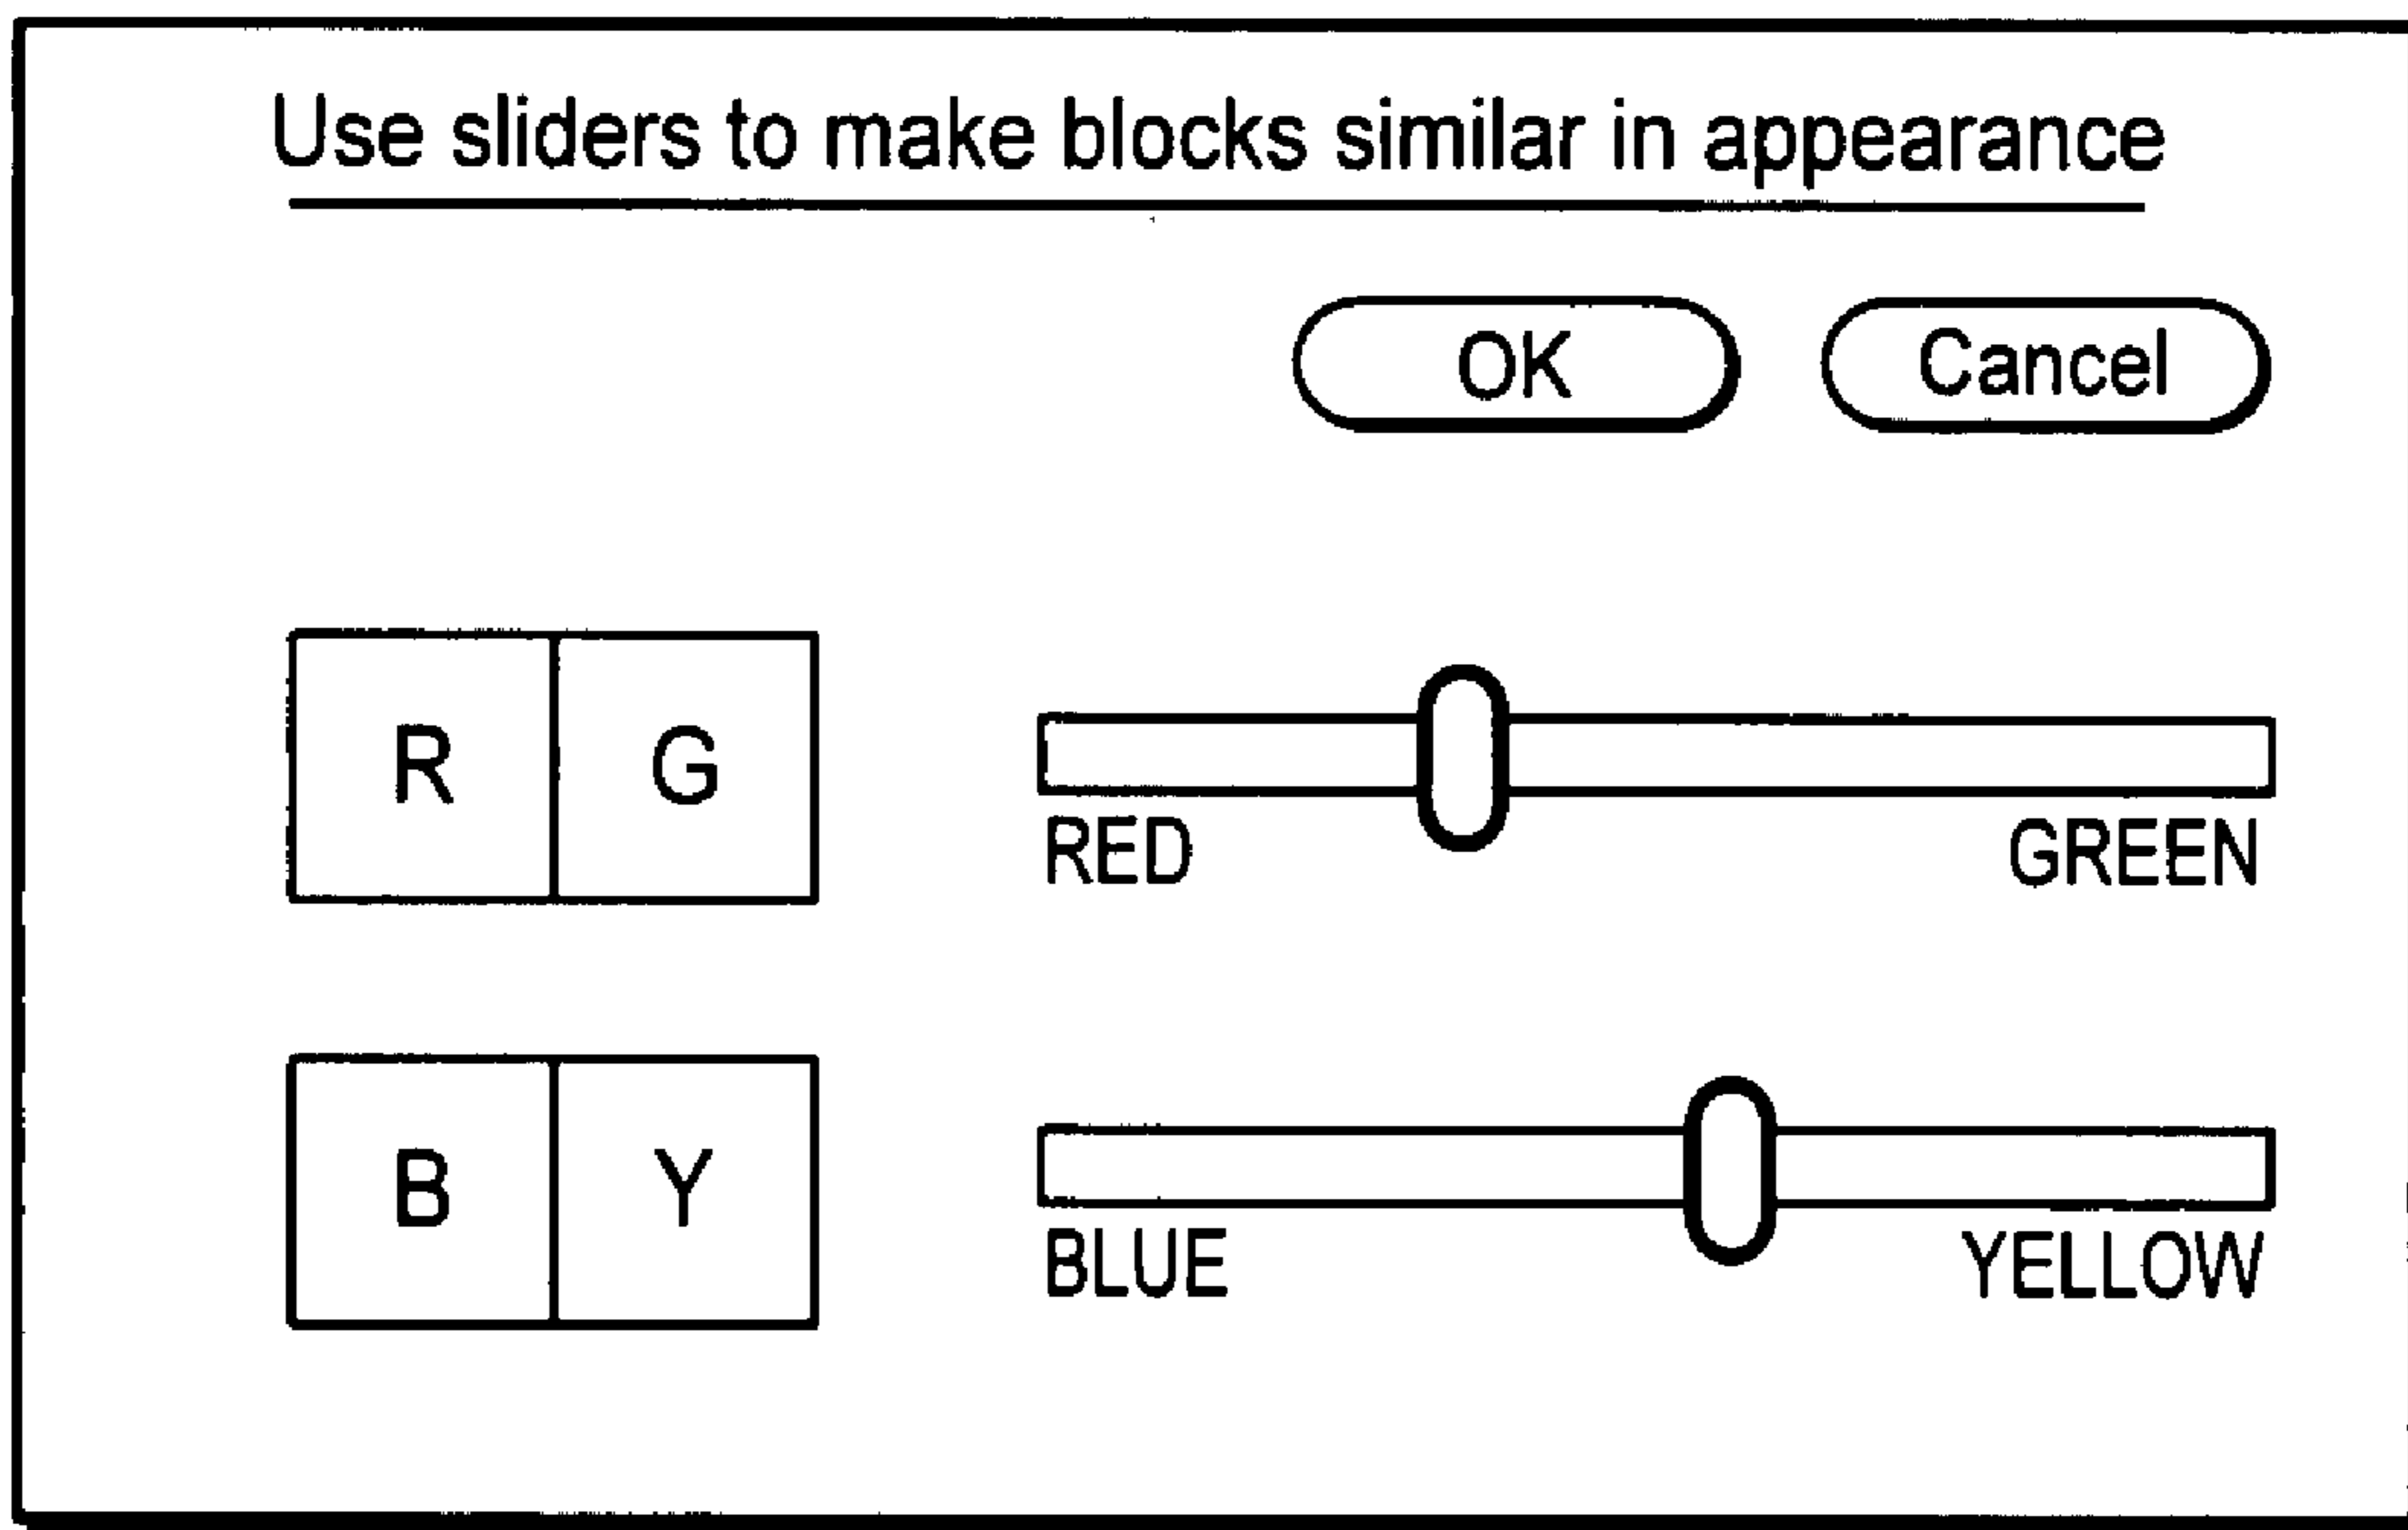 Use sliders to make blocks similar in appearance
OK Cancel
R G
RED GREEN
B Y
BLUE YELLOW